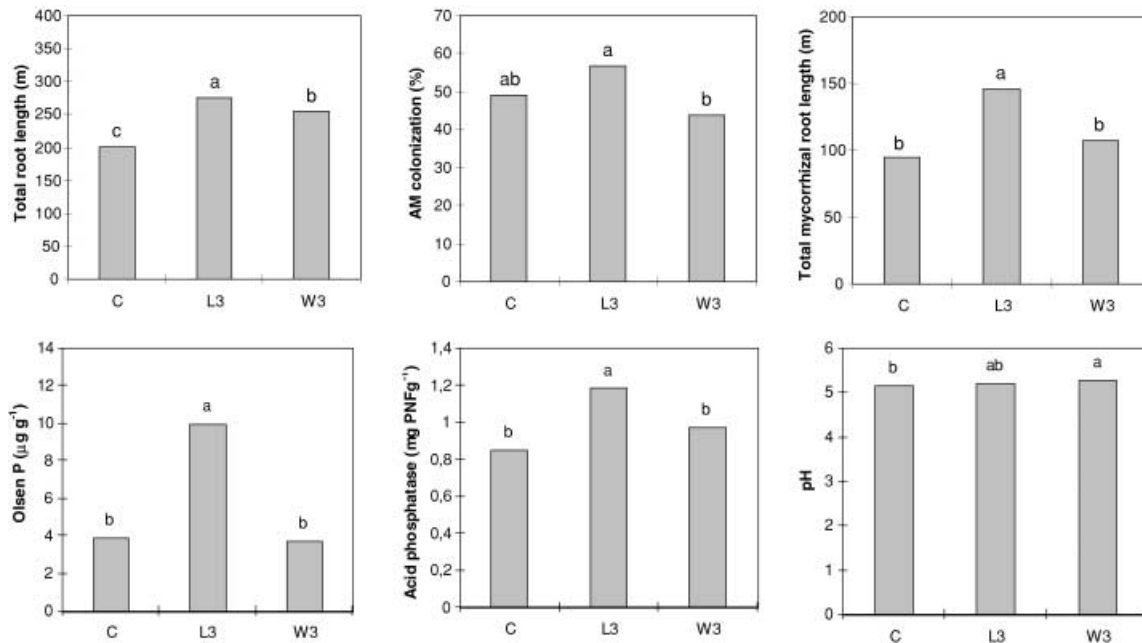 Total root length (m)
400
350
300
250
200
150
100
50
0
c
a
b
C L3 W3
AM colonization (%)
70
60
50
40
30
20
10
0
ab
a
b
C L3 W3
Total mycorrhizal root length (m)
200
150
100
50
0
b
a
b
C L3 W3
Olsen P (µg g⁻¹)
14
12
10
8
6
4
2
0
b
a
b
C L3 W3
Acid phosphatase (mg PNFg⁻¹)
1,4
1,2
1
0,8
0,6
0,4
0,2
0
b
a
b
C L3 W3
pH
6
5
4
3
2
1
0
b
ab
a
C L3 W3